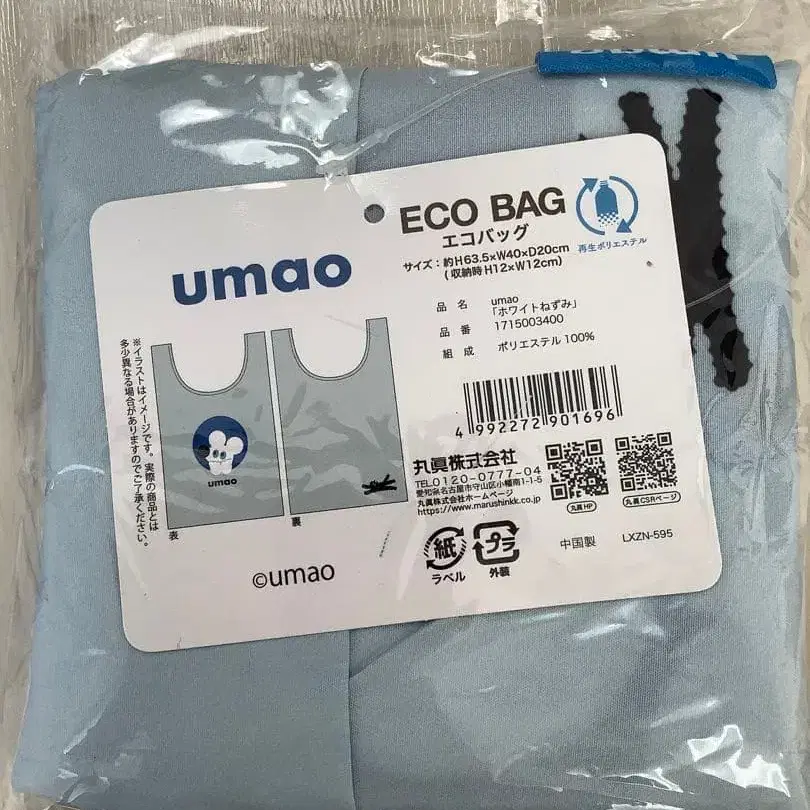 umao
ECO BAG
エコバッグ
サイズ：約H63.5×W40×D20cm
(収納時H12×W12cm)
再生ポリエステル
品 名 umao
「ホワイトねずみ」
品 番 1715003400
組 成 ポリエステル 100%
4 992272 901696
丸眞株式会社
TEL0120-0777-04
愛知県名古屋市守山区小幡南1-1-5
丸眞株式会社ホームページ
https://www.marushinkk.co.jp
丸眞HP
丸眞CSRページ
紙
ラベル
プラ
外装
中国製
LXZN-595
※イラストはイメージです。実際の商品とは
多少異なる場合がありますのでご了承ください。
umao
表
裏
©umao